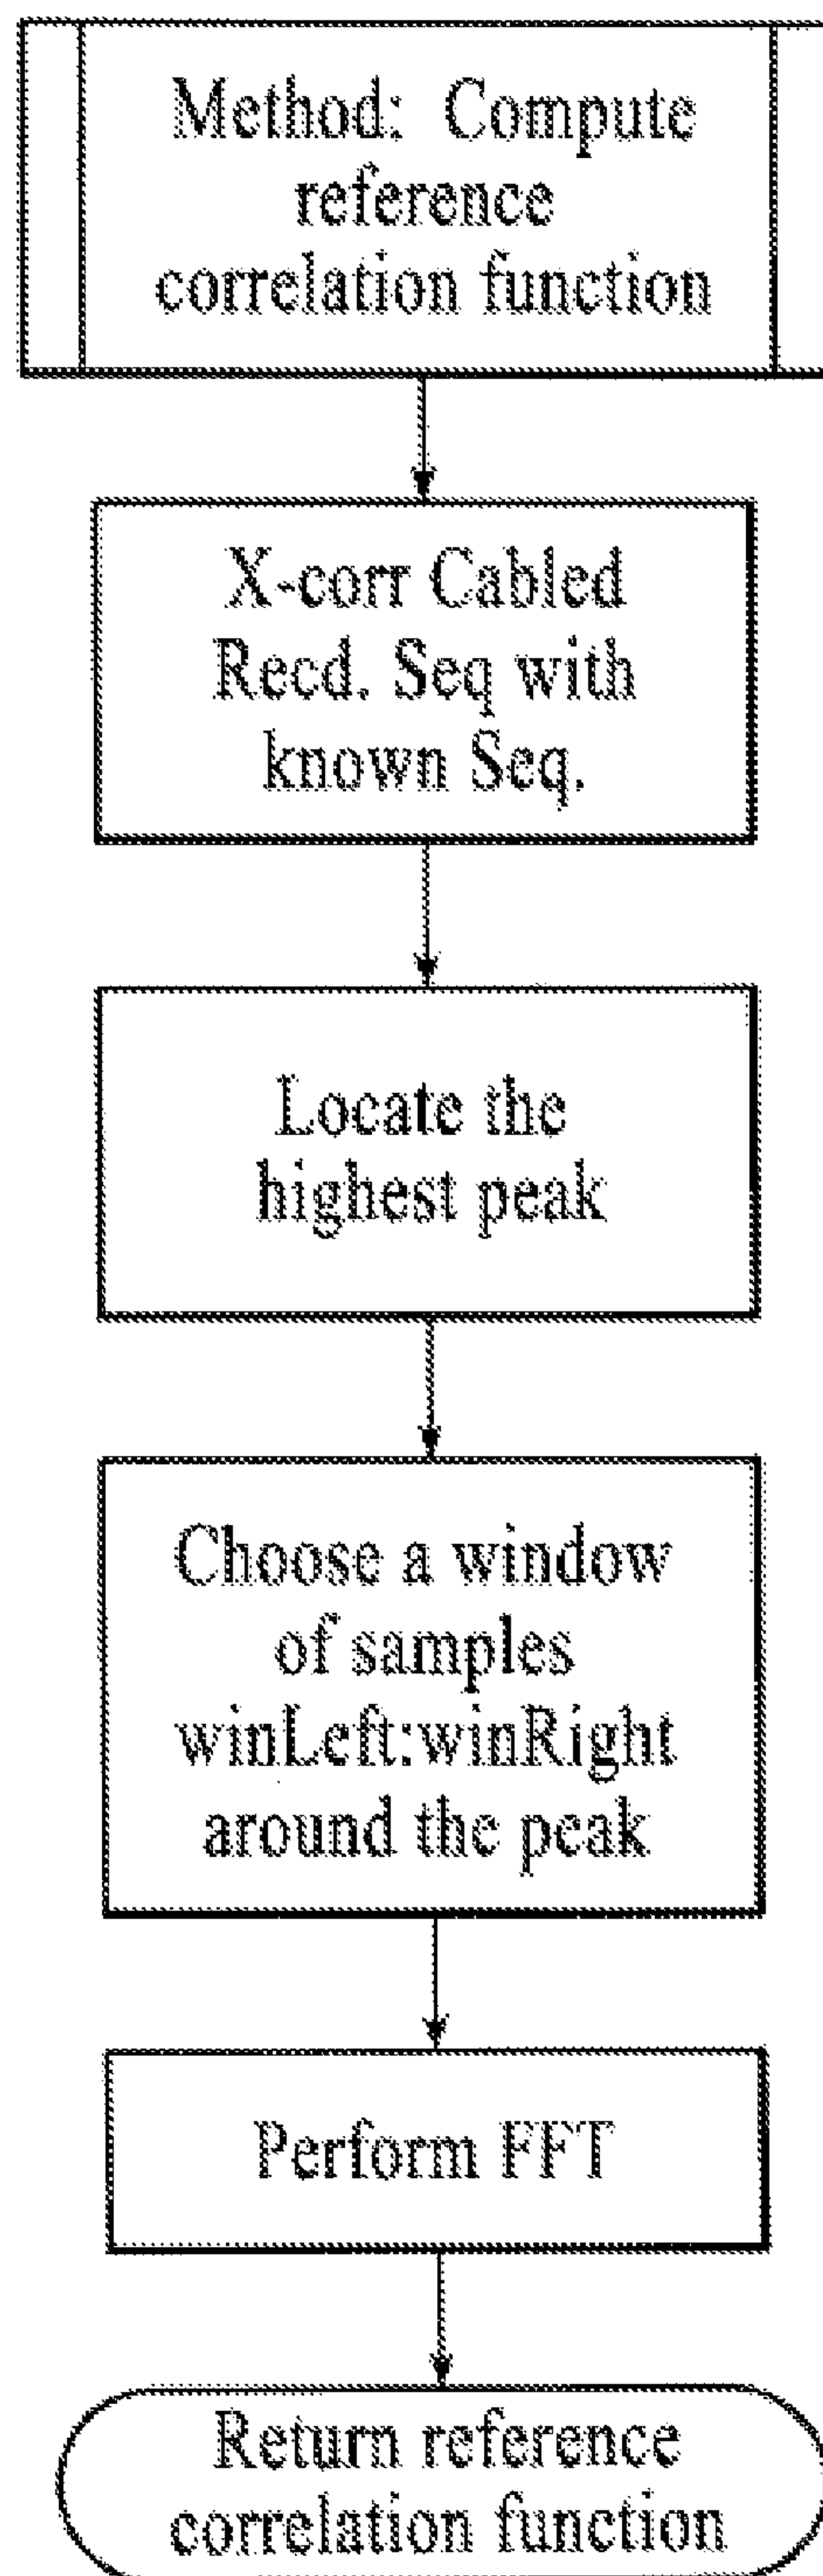 Method: Compute
reference
correlation function
X-corr Cabled
Recd. Seq with
known Seq.
Locate the
highest peak
Choose a window
of samples
winLeft:winRight
around the peak
Perform FFT
Return reference
correlation function